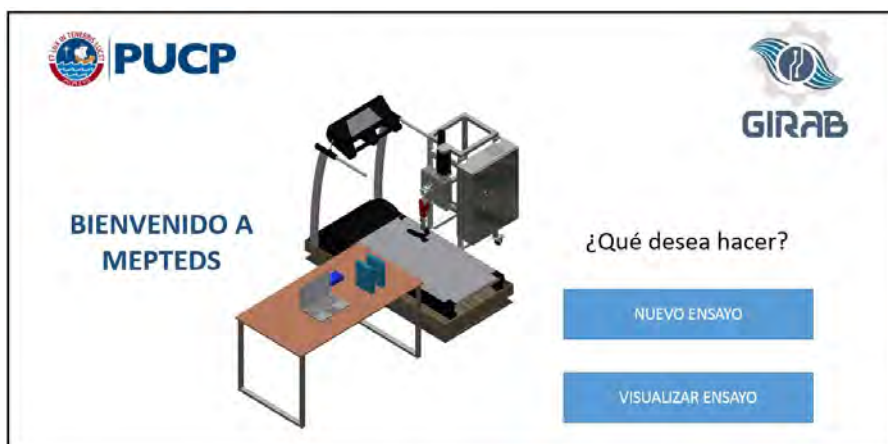 PUCP
GIRAB
BIENVENIDO A
MEPTEDS
¿Qué desea hacer?
NUEVO ENSAYO
VISUALIZAR ENSAYO